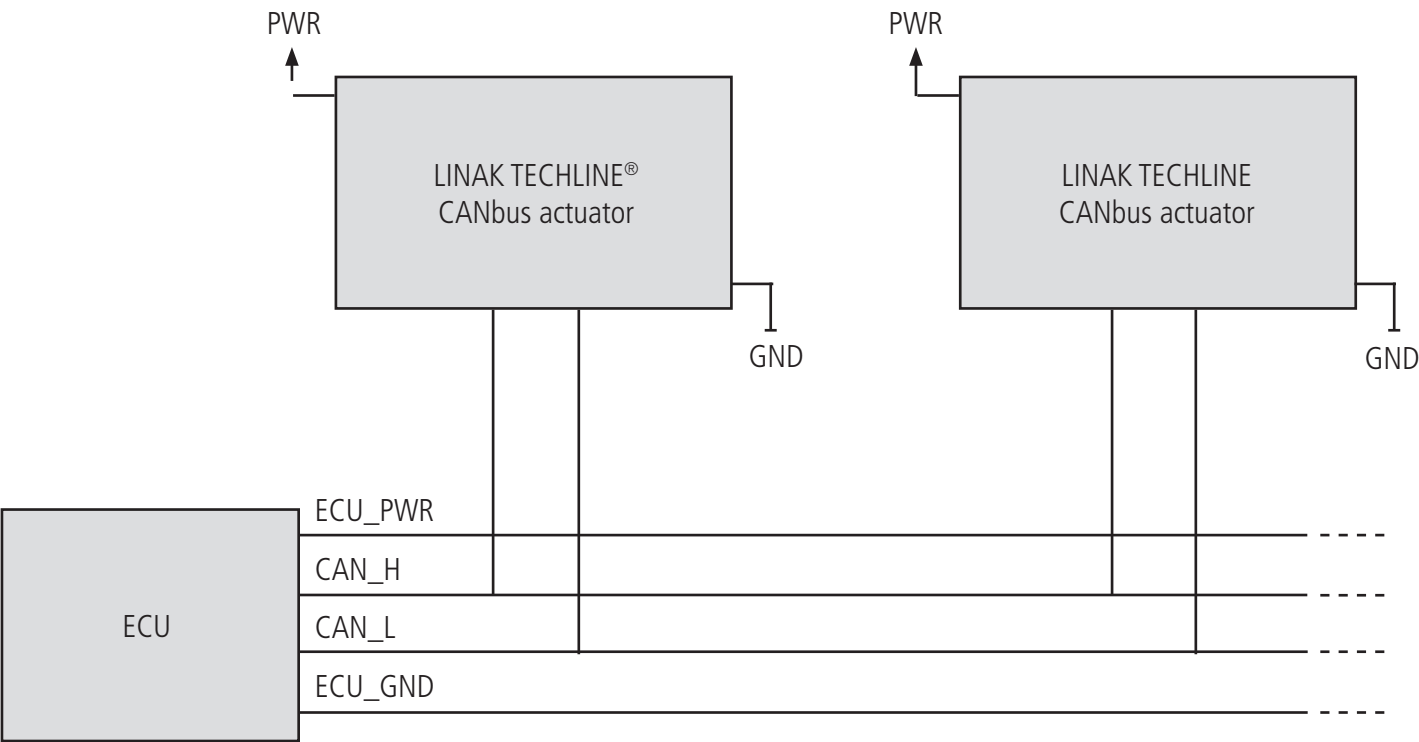 PWR
PWR
LINAK TECHLINE®
CANbus actuator
LINAK TECHLINE
CANbus actuator
GND
GND
ECU_PWR
CAN_H
ECU
CAN_L
ECU_GND